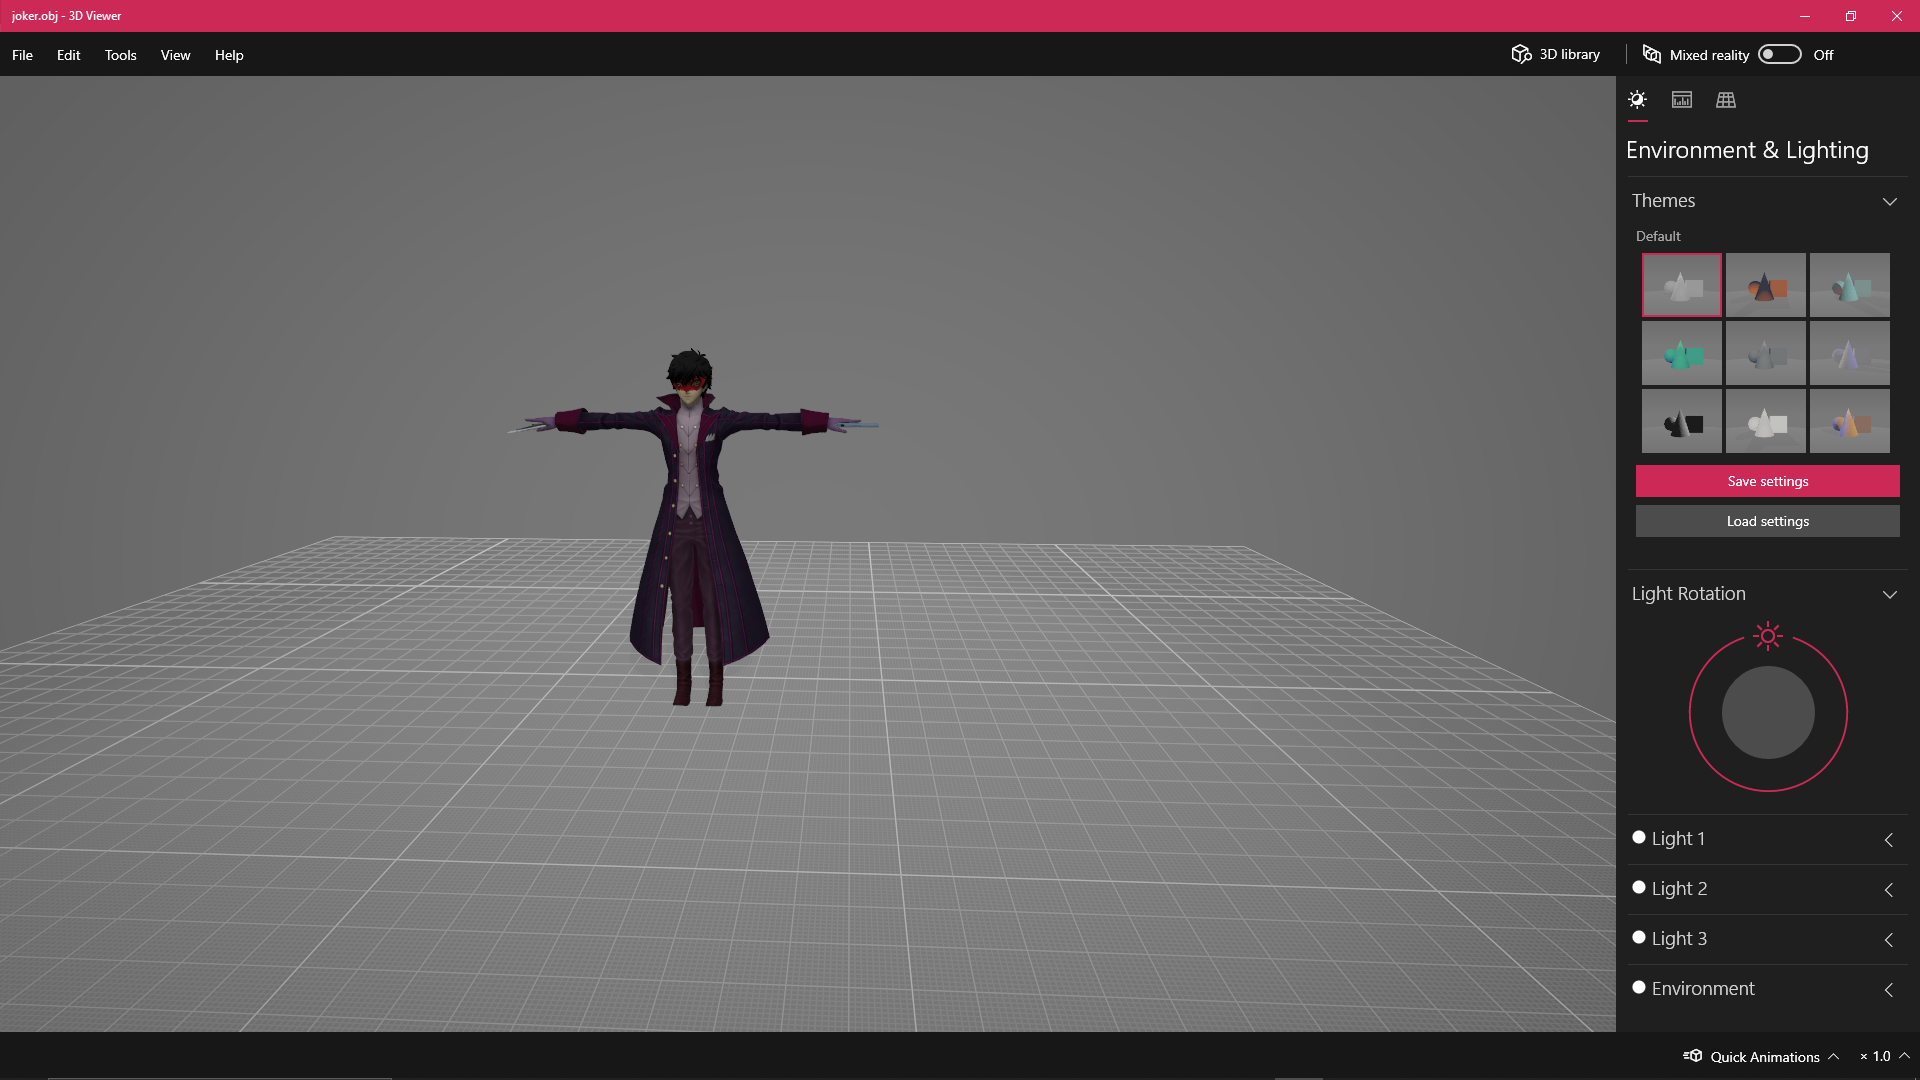 joker.obj - 3D Viewer
File Edit Tools View Help 3D library Mixed reality Off
Environment & Lighting
Themes
Default
Save settings
Load settings
Light Rotation
Light 1
Light 2
Light 3
Environment
Quick Animations × 1.0